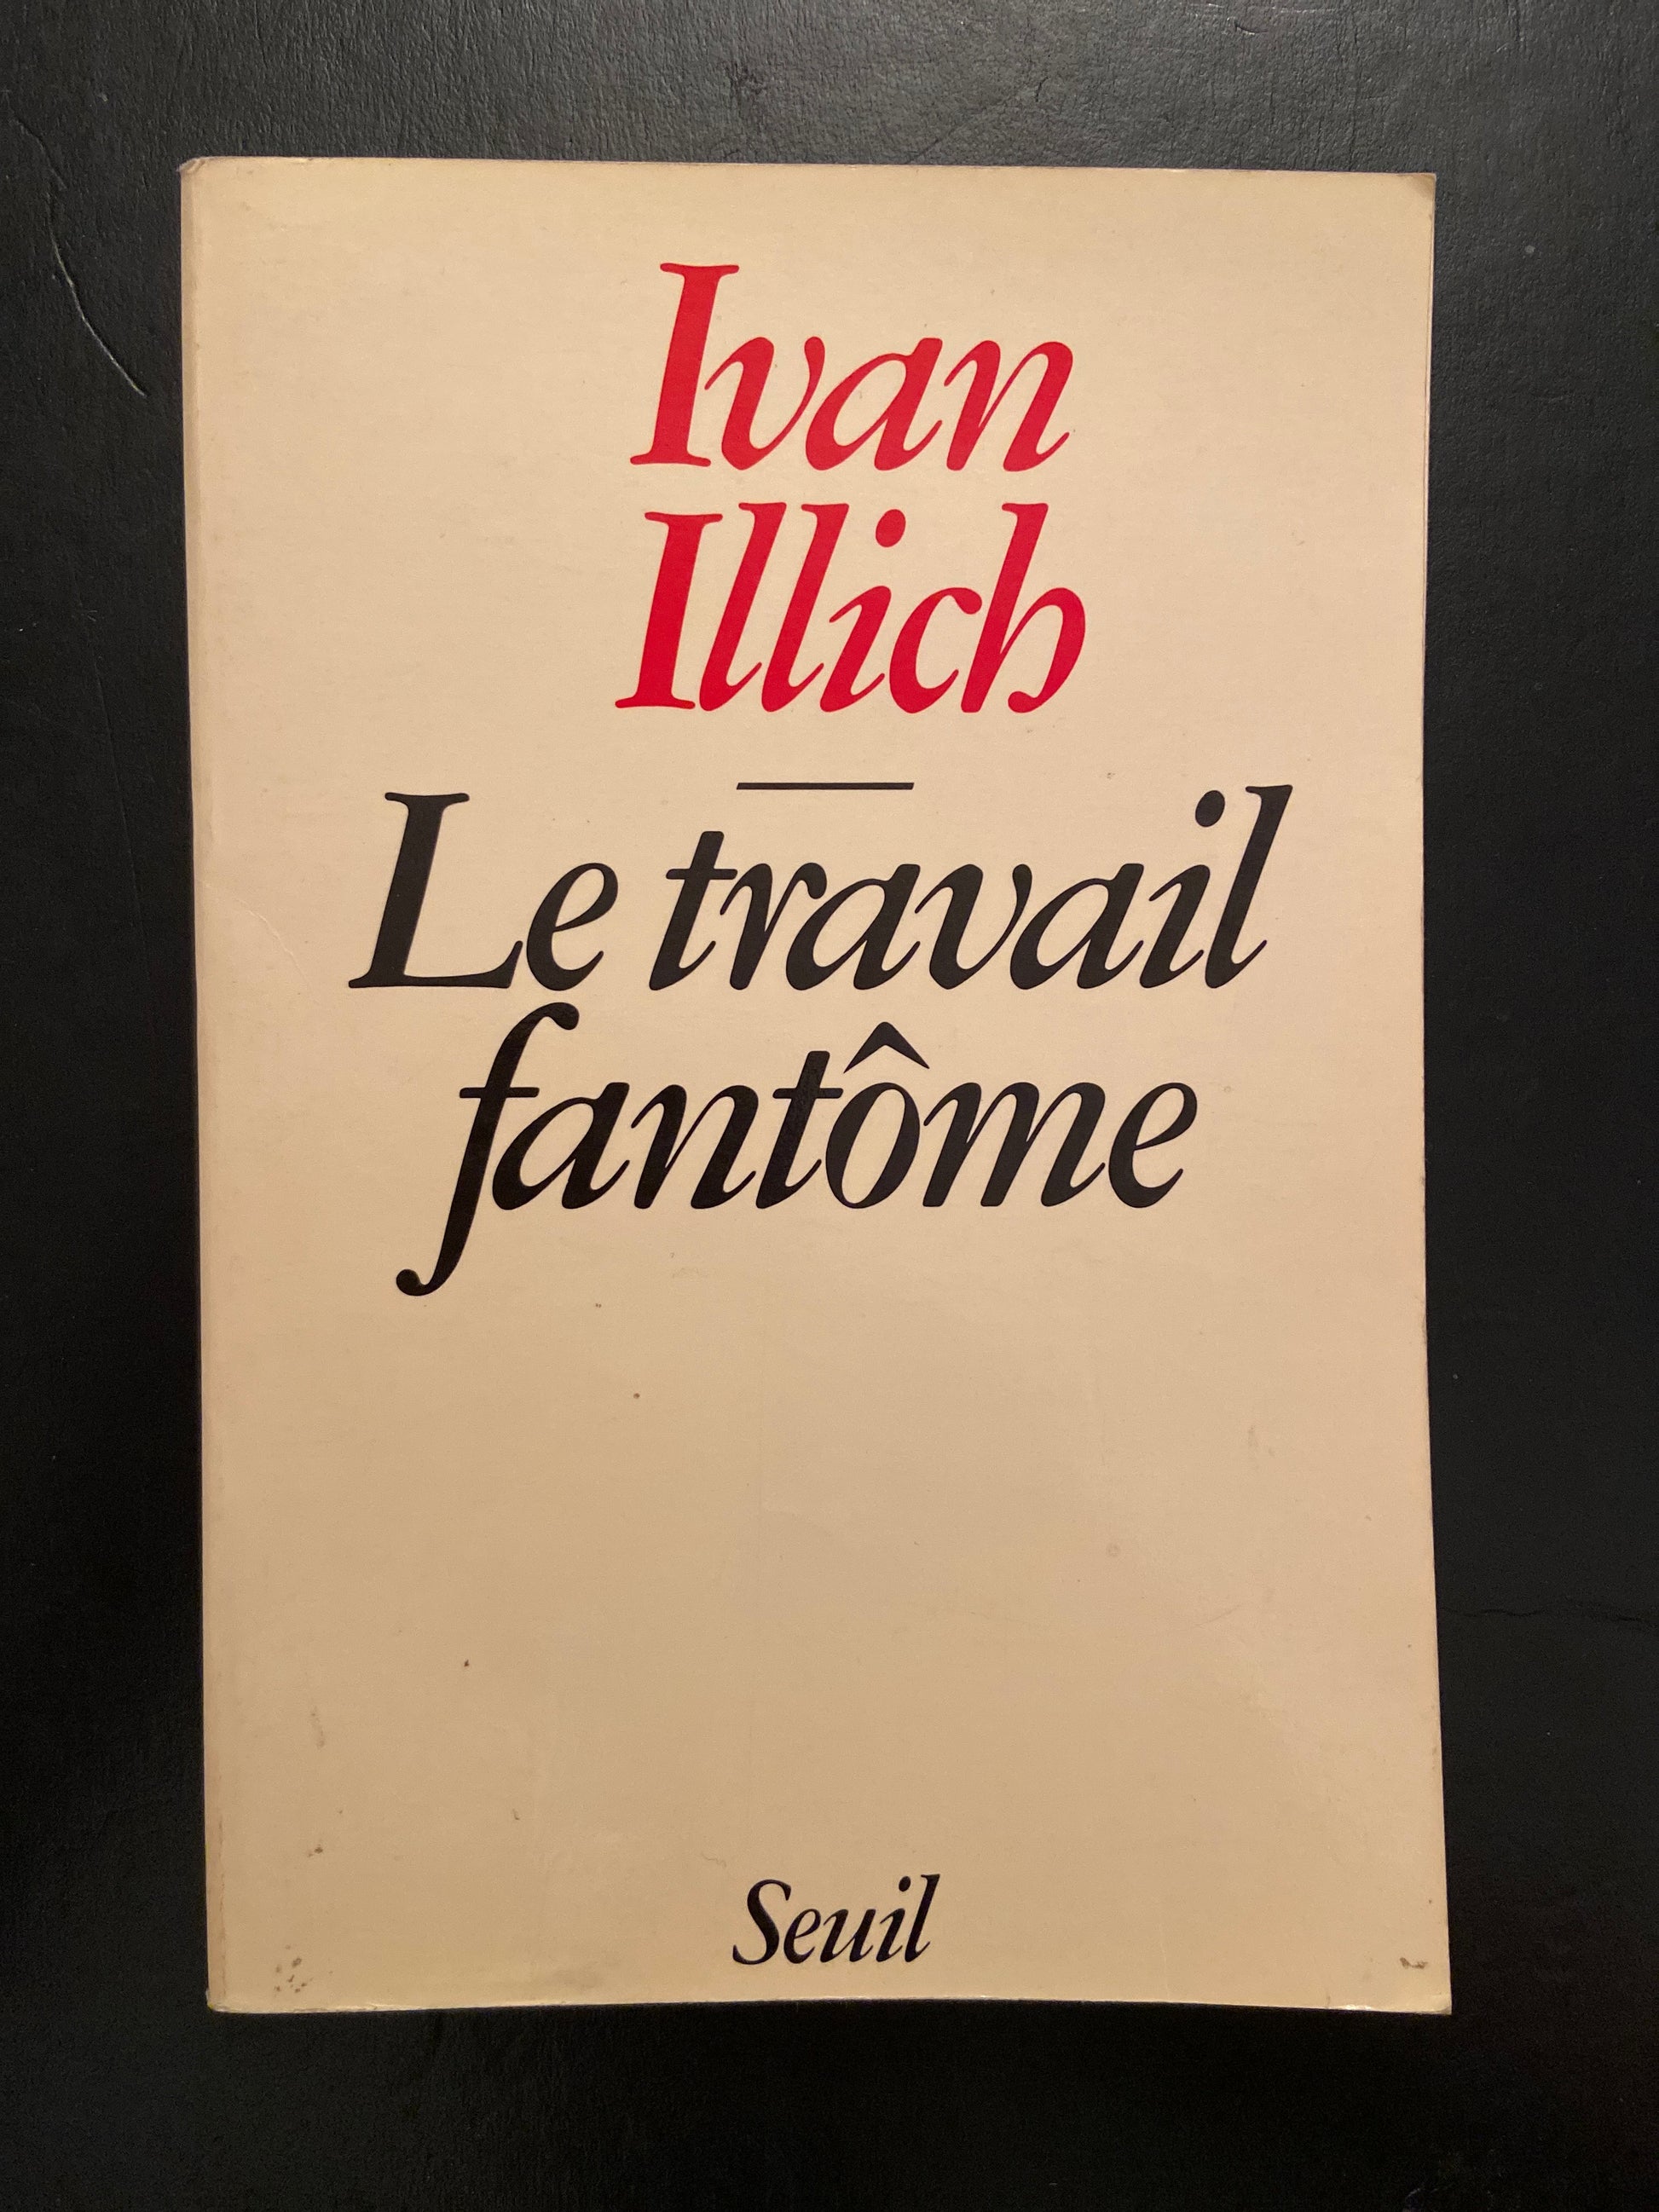 Ivan
Illich
Le travail
fantôme
Seuil